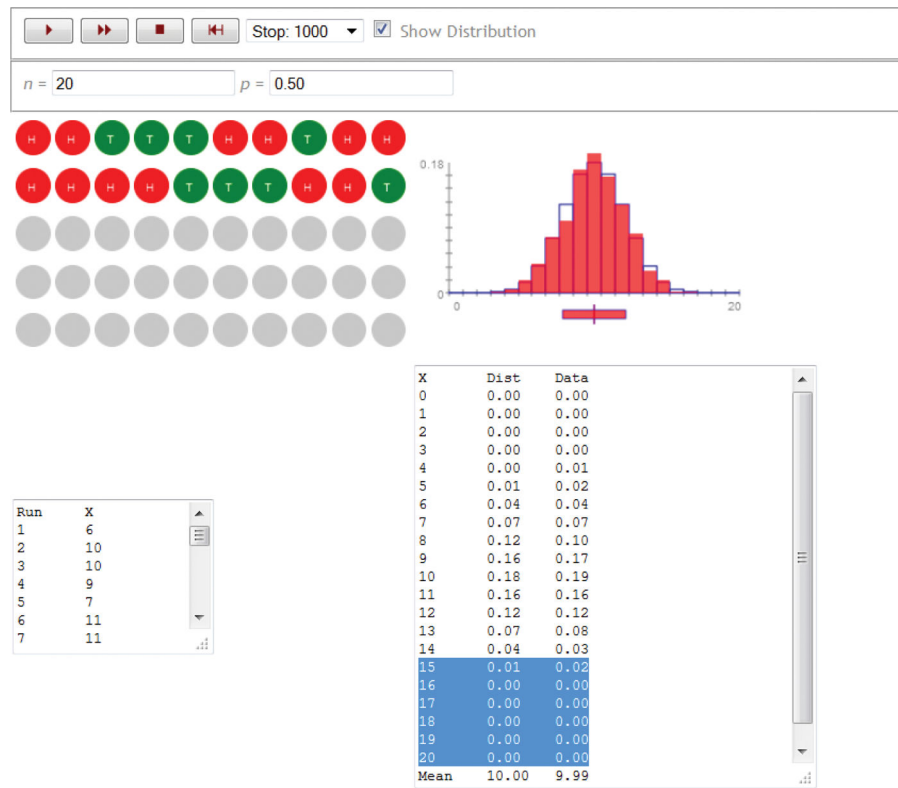 Stop: 1000 Show Distribution
n = 20 p = 0.50
H H T T T H H T H H
H H H H T T T H H T
0.18
0
0 20
X Dist Data
0 0.00 0.00
1 0.00 0.00
2 0.00 0.00
3 0.00 0.00
4 0.00 0.01
5 0.01 0.02
6 0.04 0.04
7 0.07 0.07
8 0.12 0.10
9 0.16 0.17
10 0.18 0.19
11 0.16 0.16
12 0.12 0.12
13 0.07 0.08
14 0.04 0.03
15 0.01 0.02
16 0.00 0.00
17 0.00 0.00
18 0.00 0.00
19 0.00 0.00
20 0.00 0.00
Mean 10.00 9.99
Run X
1 6
2 10
3 10
4 9
5 7
6 11
7 11